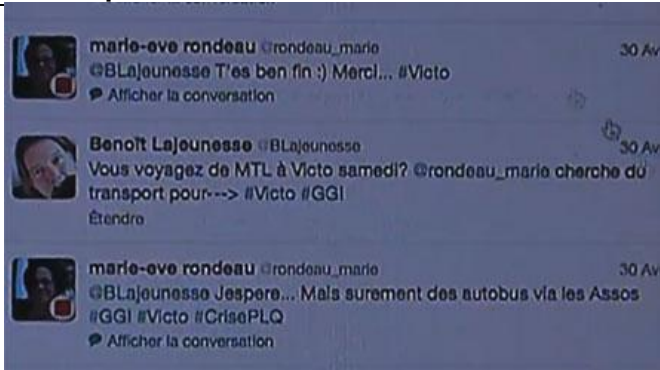 marie-eve rondeau @rondeau_marie 30 Av
@BLajeunesse T'es ben fin :) Merci... #Victo
Afficher la conversation
Benoît Lajeunesse @BLajeunesse 30 Av
Vous voyagez de MTL à Victo samedi? @rondeau_marie cherche du
transport pour---> #Victo #GGI
Étendre
marie-eve rondeau @rondeau_marie 30 Av
@BLajeunesse Jespere... Mais surement des autobus via les Assos
#GGI #Victo #CrisePLQ
Afficher la conversation